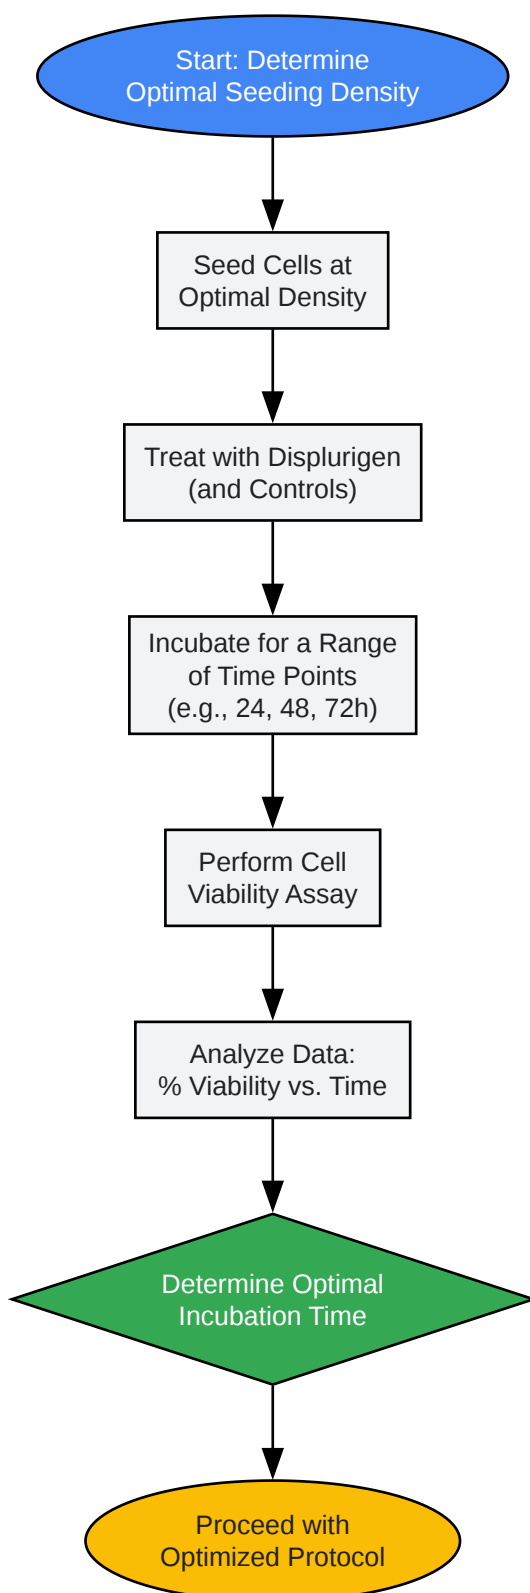 Start: Determine
Optimal Seeding Density
Seed Cells at
Optimal Density
Treat with Displurigen
(and Controls)
Incubate for a Range
of Time Points
(e.g., 24, 48, 72h)
Perform Cell
Viability Assay
Analyze Data:
% Viability vs. Time
Determine Optimal
Incubation Time
Proceed with
Optimized Protocol